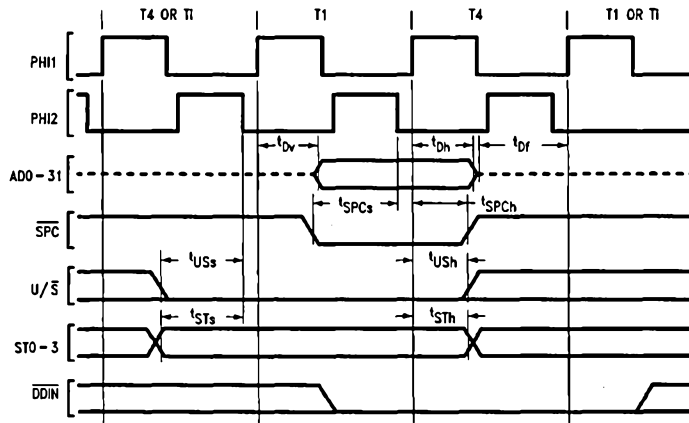 T4 OR Ti T1 T4 T1 OR Ti
PHI1
PHI2
tDv tDh tDf
AD0-31
tSPCs tSPCh
SPC
tUSs tUSh
U/S
tSTs tSTh
ST0-3
DDIN